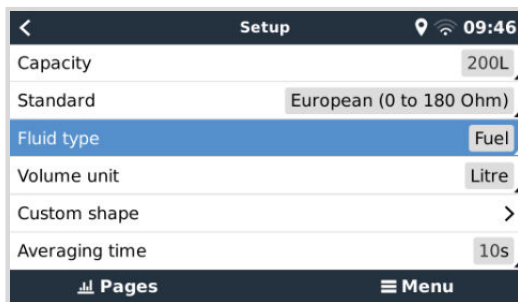 Setup 09:46
Capacity 200L
Standard European (0 to 180 Ohm)
Fluid type Fuel
Volume unit Litre
Custom shape
Averaging time 10s
Pages Menu